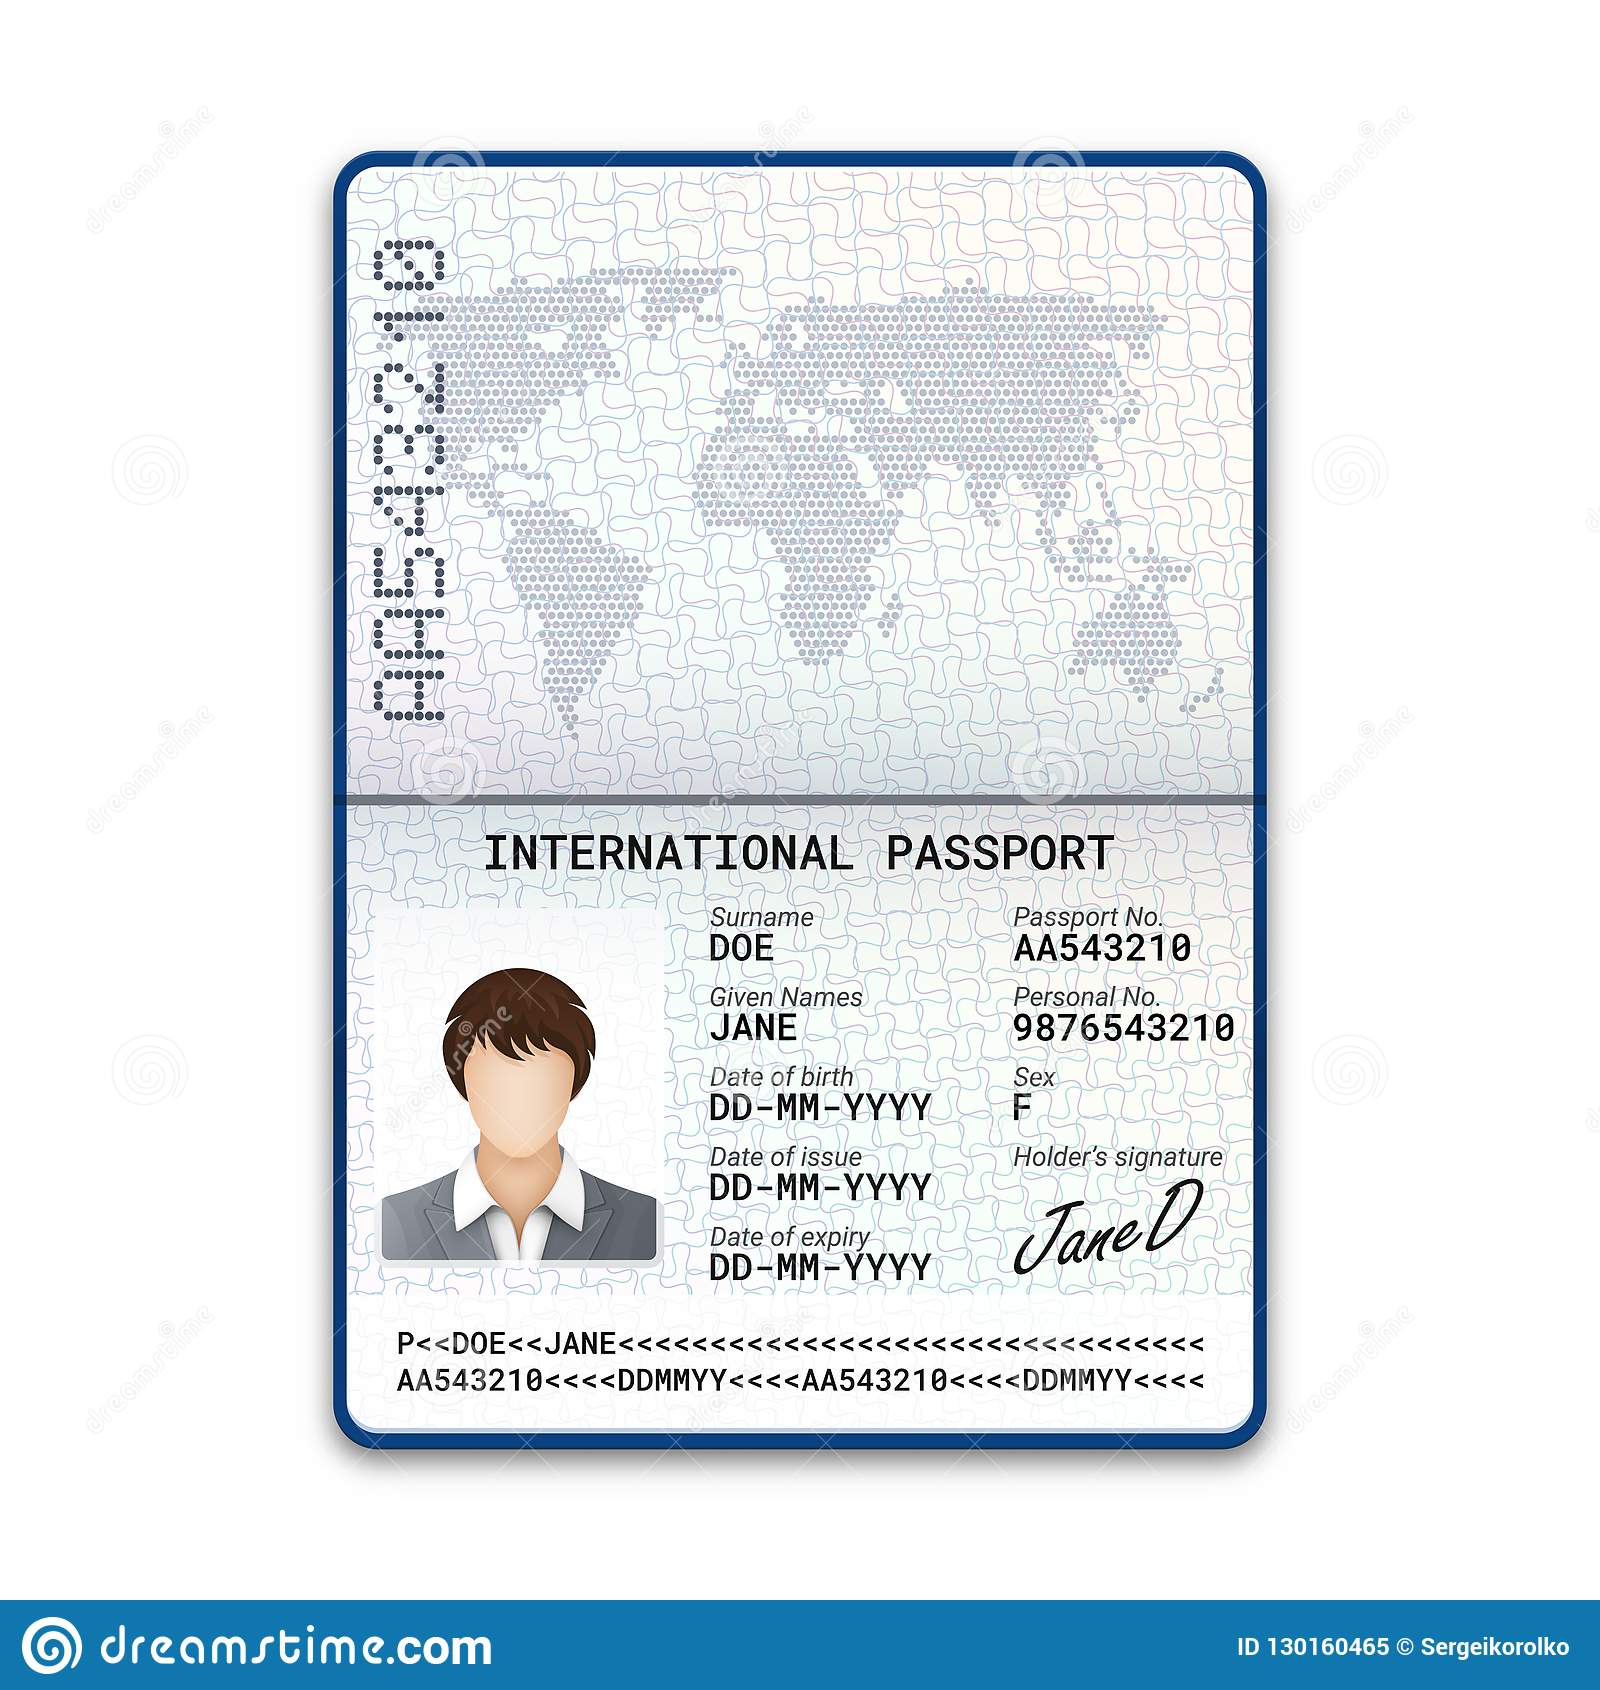 AA543210
INTERNATIONAL PASSPORT
Surname
DOE
Given Names
JANE
Date of birth
DD-MM-YYYY
Date of issue
DD-MM-YYYY
Date of expiry
DD-MM-YYYY
Passport No.
AA543210
Personal No.
9876543210
Sex
F
Holder's signature
Jane D
P<<DOE<<JANE<<<<<<<<<<<<<<<<<<<<<<<<<<<<<<<<
AA543210<<<<DDMMYY<<<<AA543210<<<<DDMMYY<<<<
dreamstime
dreamstime.com
ID 130160465 © Sergeikorolko